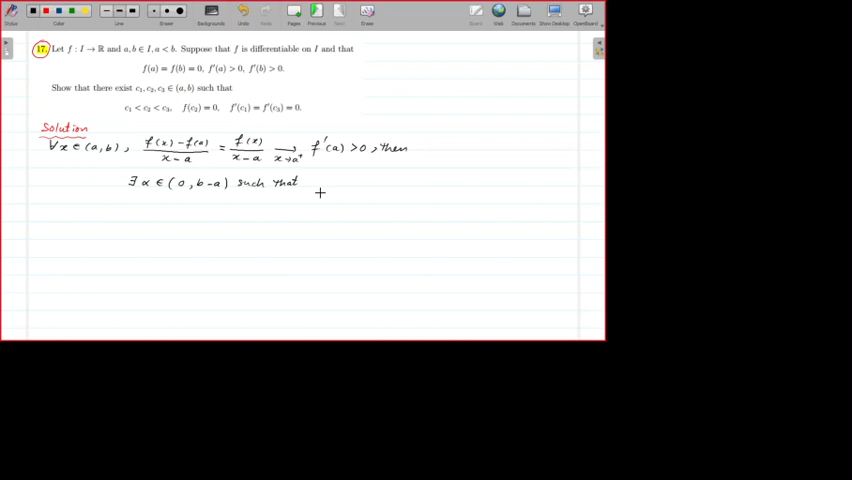 Stylus Color Line Eraser Backgrounds Undo Redo Pages Previous Next Erase Board Web Documents Show Desktop OpenBoard
17. Let f : I → ℝ and a, b ∈ I, a < b. Suppose that f is differentiable on I and that
f(a) = f(b) = 0, f′(a) > 0, f′(b) > 0.
Show that there exist c₁, c₂, c₃ ∈ (a, b) such that
c₁ < c₂ < c₃, f(c₂) = 0, f′(c₁) = f′(c₃) = 0.
Solution
∀x ∈ (a, b), (f(x) − f(a))/(x − a) = f(x)/(x − a) ⟶ x→a⁺ f′(a) > 0, then
∃ α ∈ (0, b − a) such that